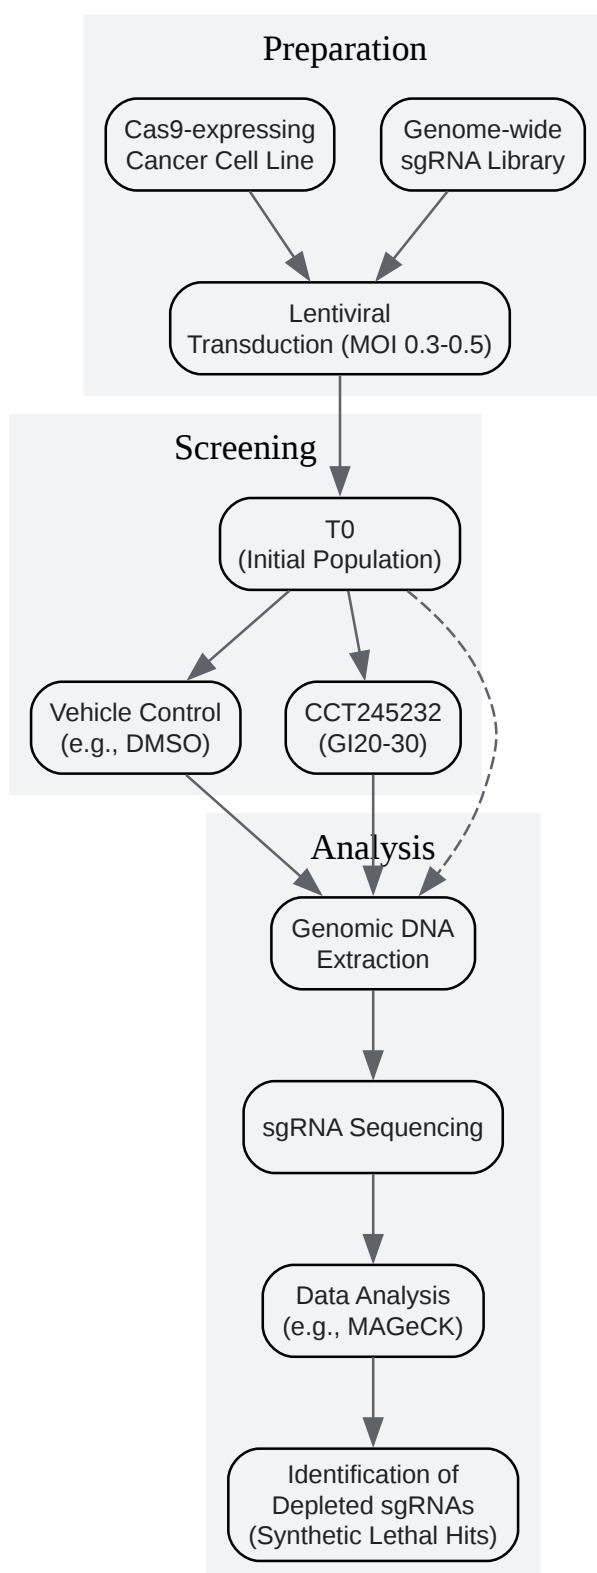 Preparation
Cas9-expressing
Cancer Cell Line
Genome-wide
sgRNA Library
Lentiviral
Transduction (MOI 0.3-0.5)
Screening
T0
(Initial Population)
Vehicle Control
(e.g., DMSO)
CCT245232
(GI20-30)
Analysis
Genomic DNA
Extraction
sgRNA Sequencing
Data Analysis
(e.g., MAGeCK)
Identification of
Depleted sgRNAs
(Synthetic Lethal Hits)